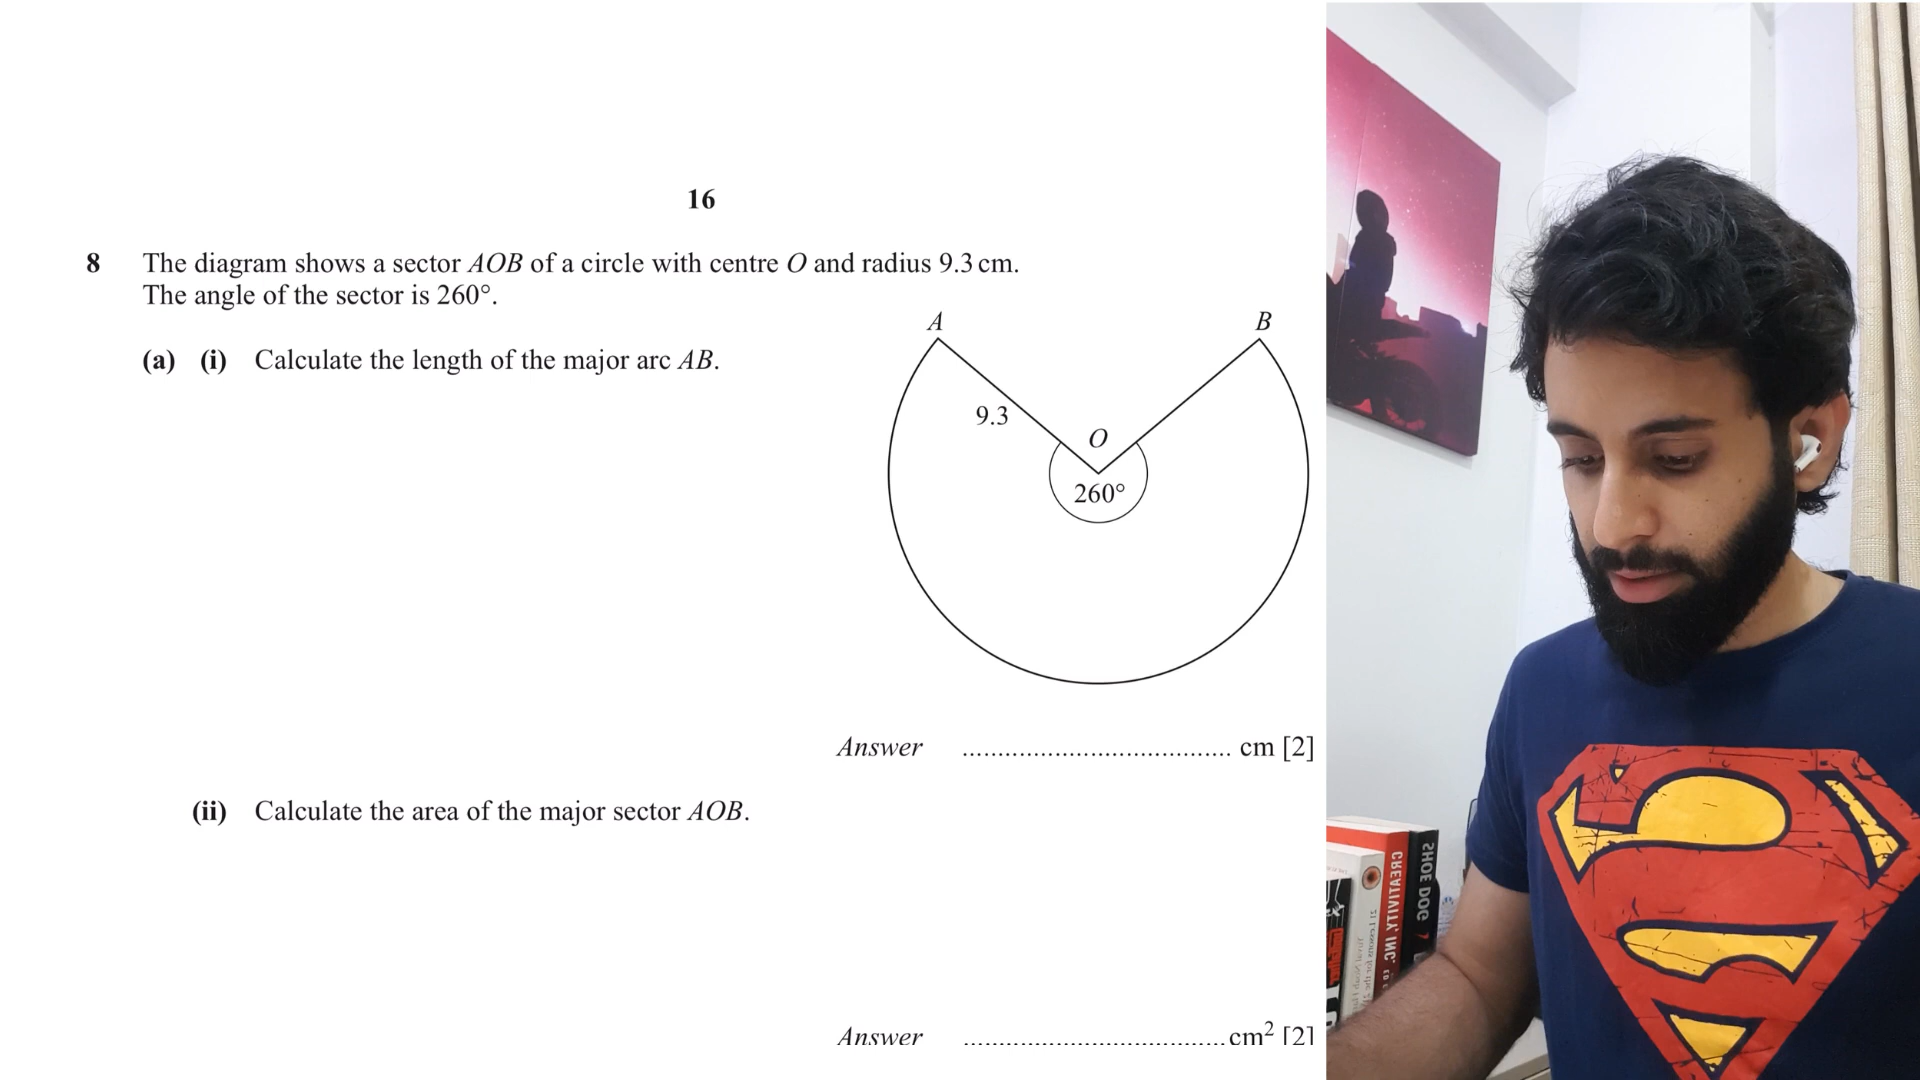 16
8 The diagram shows a sector AOB of a circle with centre O and radius 9.3 cm.
The angle of the sector is 260°.
A
B
(a) (i) Calculate the length of the major arc AB.
9.3
O
260°
Answer ...................................... cm [2]
(ii) Calculate the area of the major sector AOB.
Answer ..................................... cm² [2]
CREATIVITY, INC.
SHOE DOG